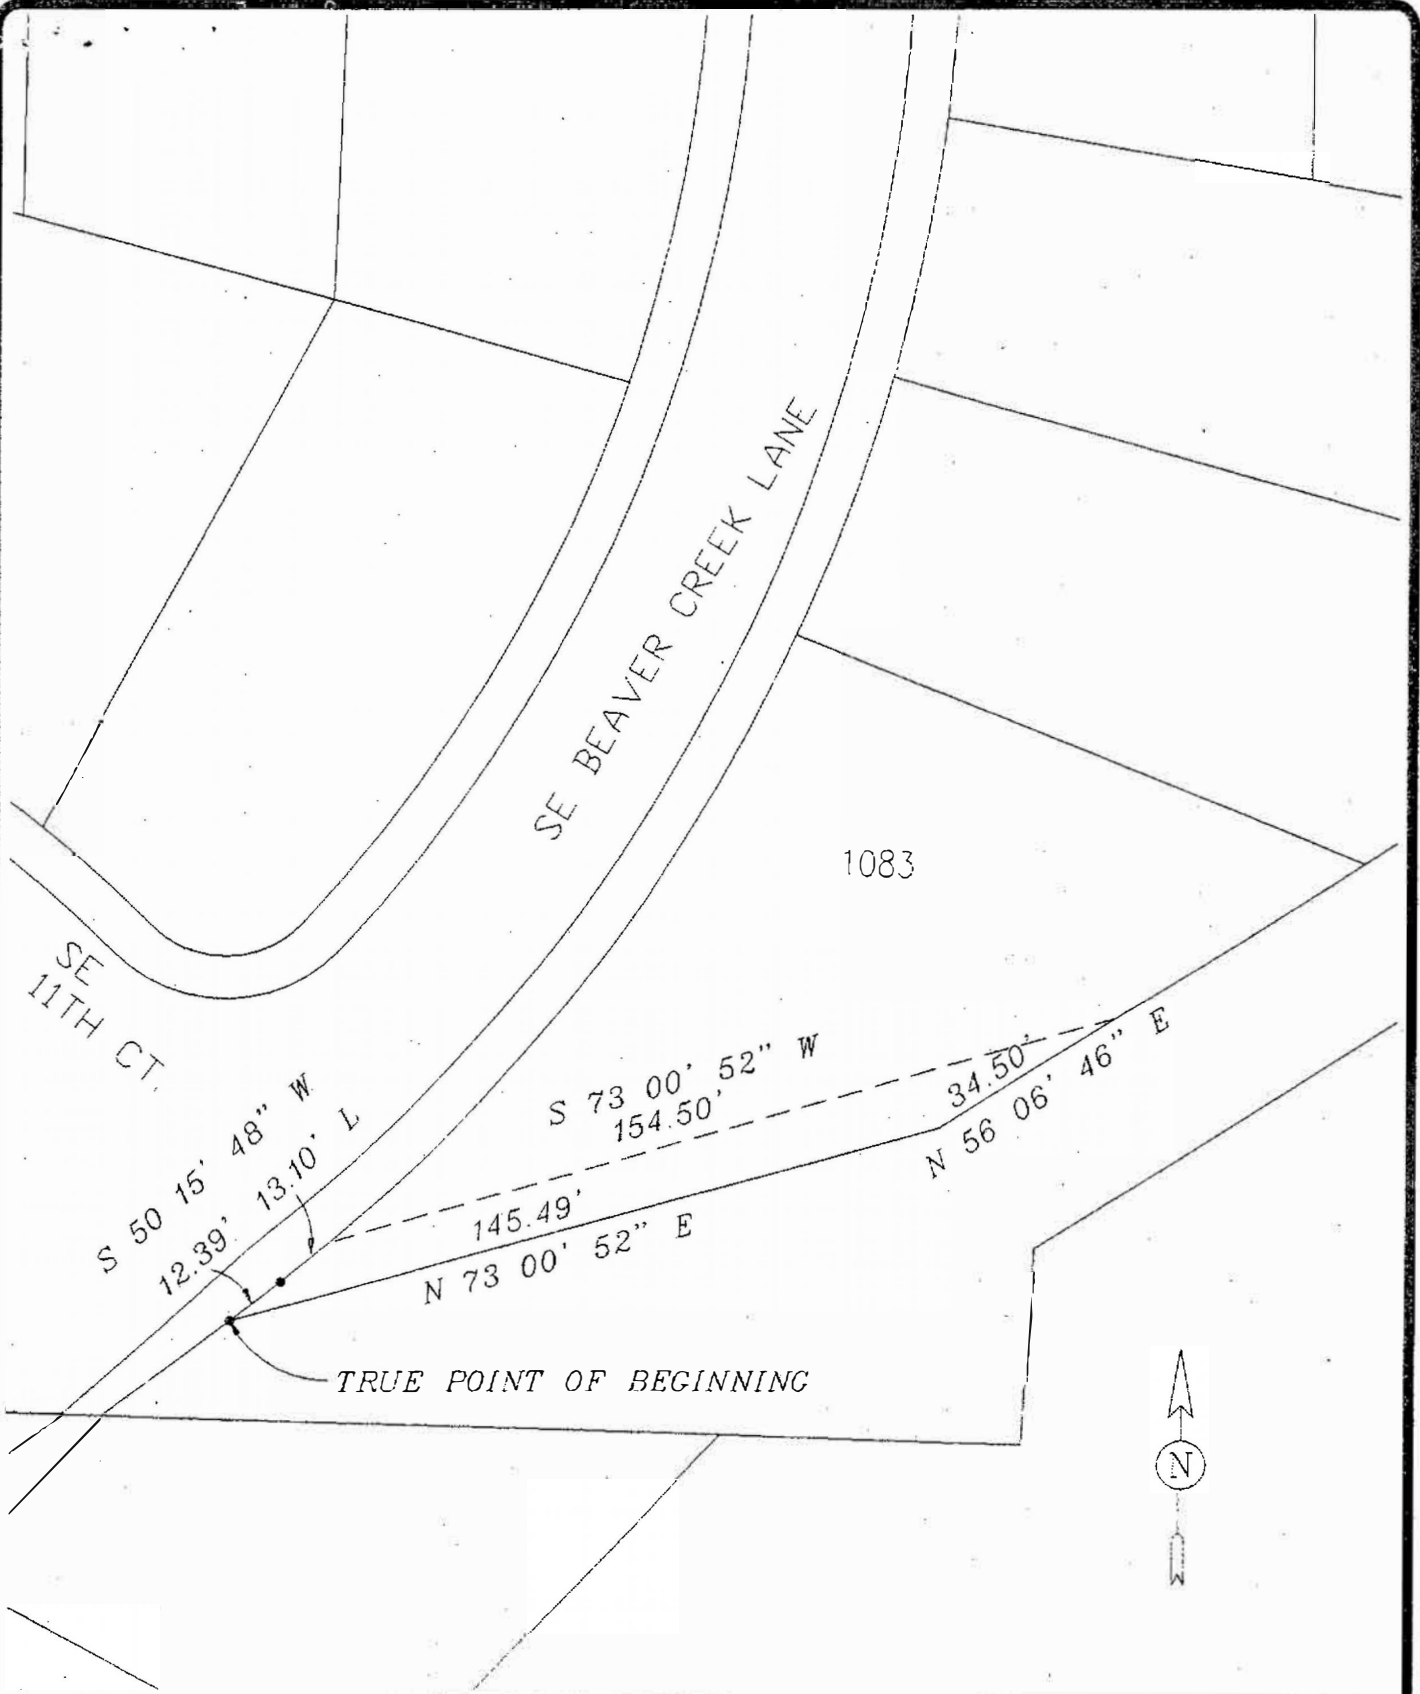 SE BEAVER CREEK LANE
1083
SE
11TH CT.
S 50 15' 48" W
13.10' L
12.39'
S 73 00' 52" W
154.50'
34.50'
N 56 06' 46" E
145.49'
N 73 00' 52" E
TRUE POINT OF BEGINNING
N